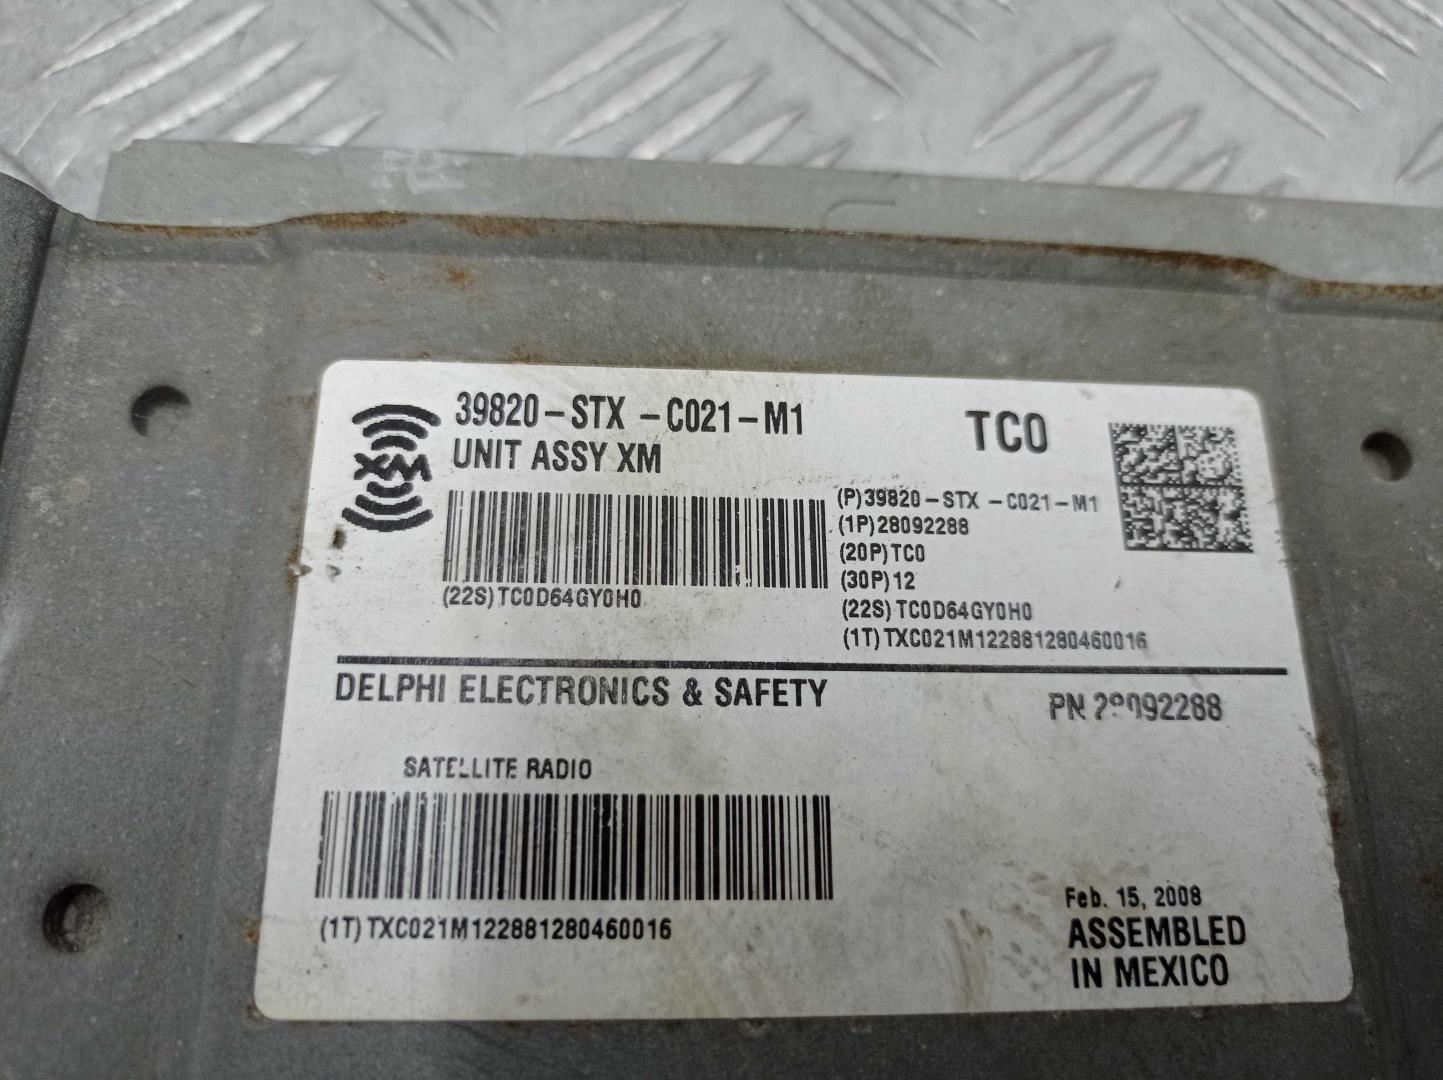 XM
39820-STX-C021-M1
UNIT ASSY XM
TC0
(22S)TC0D64GY0H0
(P)39820-STX-C021-M1
(1P)28092288
(20P)TC0
(30P)12
(22S)TC0D64GY0H0
(1T)TXC021M122881280460016
DELPHI ELECTRONICS & SAFETY
PN 28092288
SATELLITE RADIO
(1T)TXC021M122881280460016
Feb. 15, 2008
ASSEMBLED
IN MEXICO